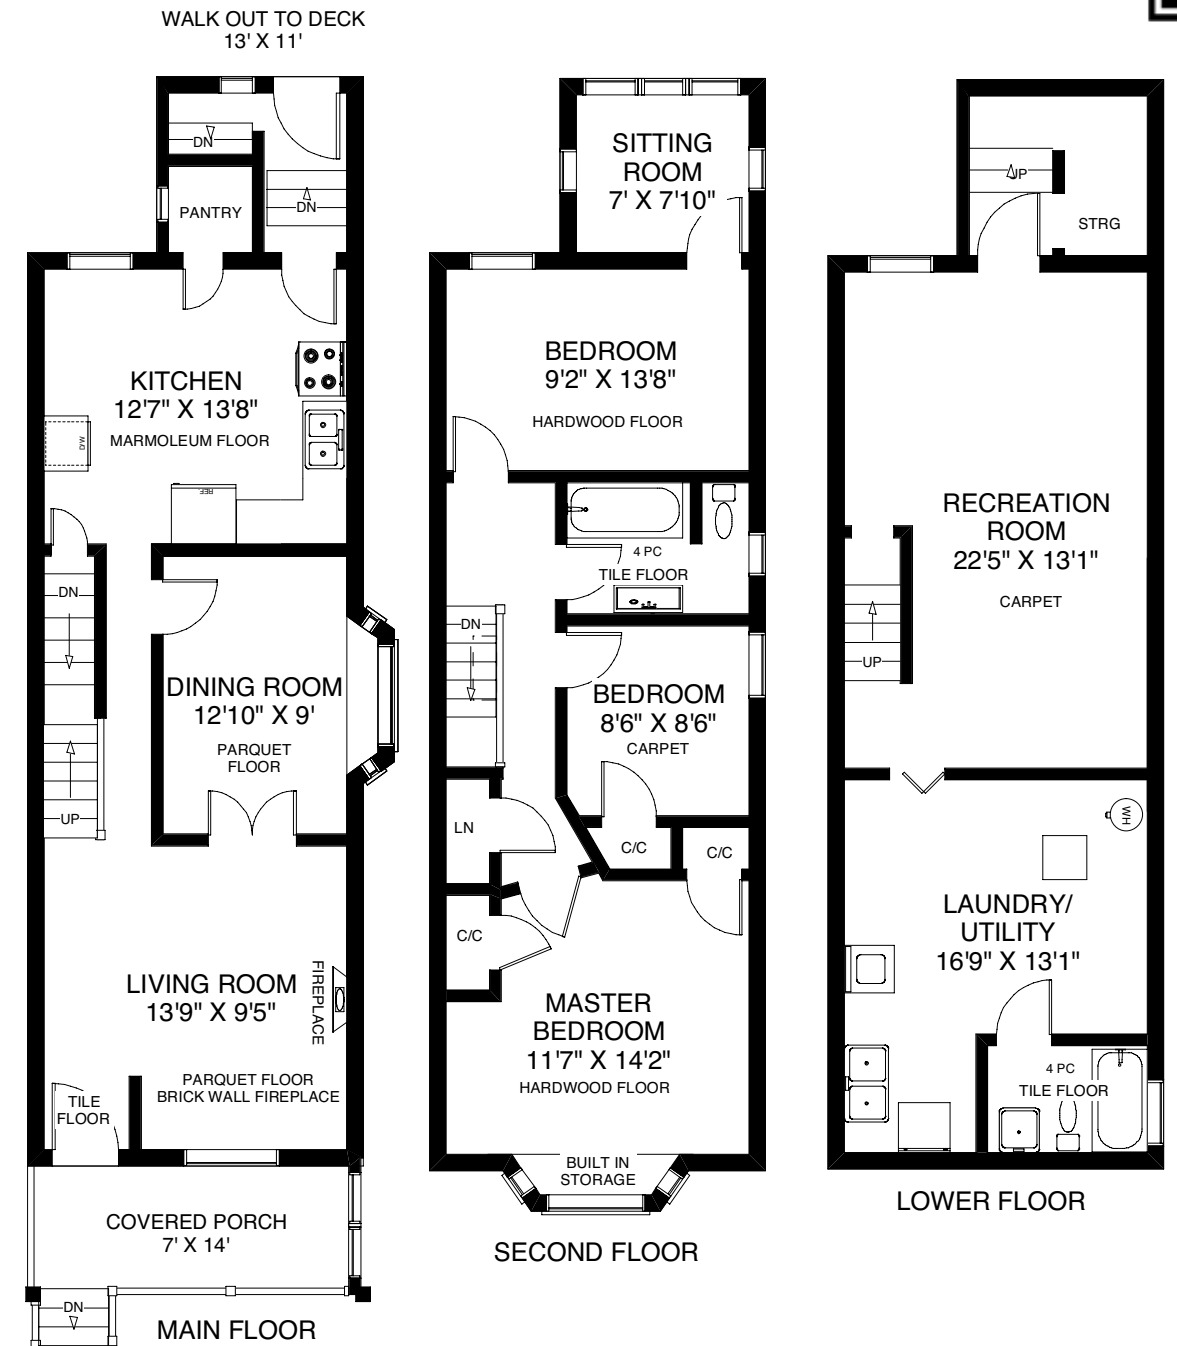 WALK OUT TO DECK
13' X 11'
DN
PANTRY
DN
KITCHEN
12'7" X 13'8"
MARMOLEUM FLOOR
D/W
REF
DN
DINING ROOM
12'10" X 9'
PARQUET
FLOOR
UP
LIVING ROOM
13'9" X 9'5"
FIREPLACE
PARQUET FLOOR
BRICK WALL FIREPLACE
TILE
FLOOR
COVERED PORCH
7' X 14'
DN
MAIN FLOOR
SITTING
ROOM
7' X 7'10"
BEDROOM
9'2" X 13'8"
HARDWOOD FLOOR
4 PC
TILE FLOOR
DN
BEDROOM
8'6" X 8'6"
CARPET
LN
C/C
C/C
C/C
MASTER
BEDROOM
11'7" X 14'2"
HARDWOOD FLOOR
BUILT IN
STORAGE
SECOND FLOOR
UP
STRG
RECREATION
ROOM
22'5" X 13'1"
CARPET
UP
WH
LAUNDRY/
UTILITY
16'9" X 13'1"
4 PC
TILE FLOOR
LOWER FLOOR